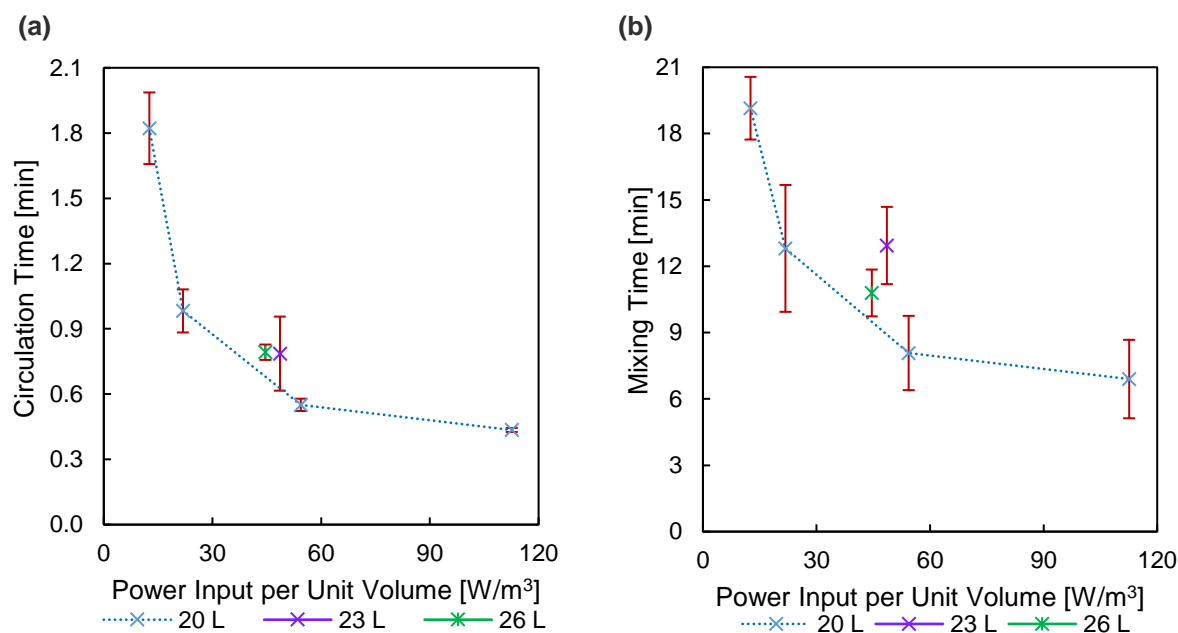 (a)
Circulation Time [min]
2.1
1.8
1.5
1.2
0.9
0.6
0.3
0.0
0 30 60 90 120
Power Input per Unit Volume [W/m³]
20 L 23 L 26 L
(b)
Mixing Time [min]
21
18
15
12
9
6
3
0
0 30 60 90 120
Power Input per Unit Volume [W/m³]
20 L 23 L 26 L